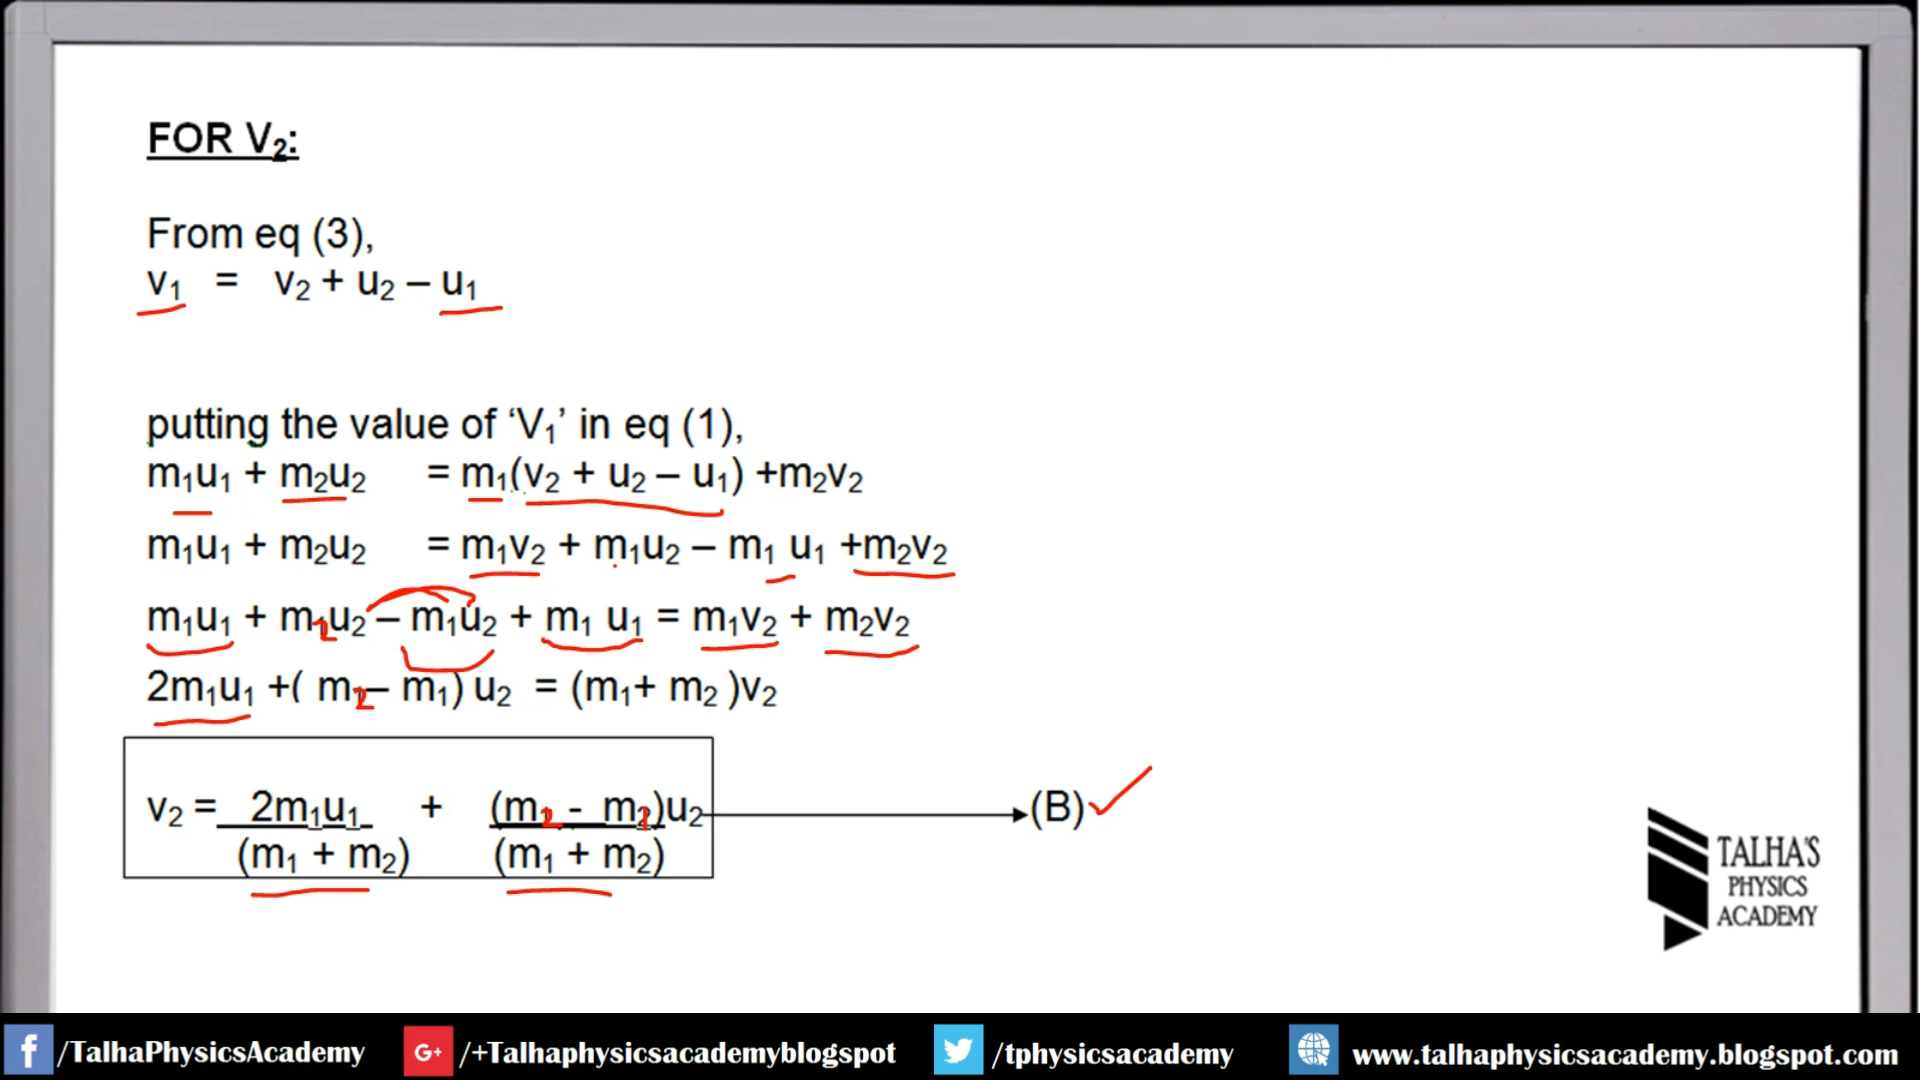 FOR V₂:
From eq (3),
v₁ = v₂ + u₂ – u₁
putting the value of ‘V₁’ in eq (1),
m₁u₁ + m₂u₂ = m₁(v₂ + u₂ – u₁) +m₂v₂
m₁u₁ + m₂u₂ = m₁v₂ + m₁u₂ – m₁ u₁ +m₂v₂
m₁u₁ + m₂u₂ – m₁u₂ + m₁ u₁ = m₁v₂ + m₂v₂
2m₁u₁ +( m₂– m₁) u₂ = (m₁+ m₂ )v₂
v₂ = 2m₁u₁ + (m₂ - m₁)u₂ (B)
(m₁ + m₂) (m₁ + m₂)
TALHA'S
PHYSICS
ACADEMY
f /TalhaPhysicsAcademy G+ /+Talhaphysicsacademyblogspot /tphysicsacademy www.talhaphysicsacademy.blogspot.com